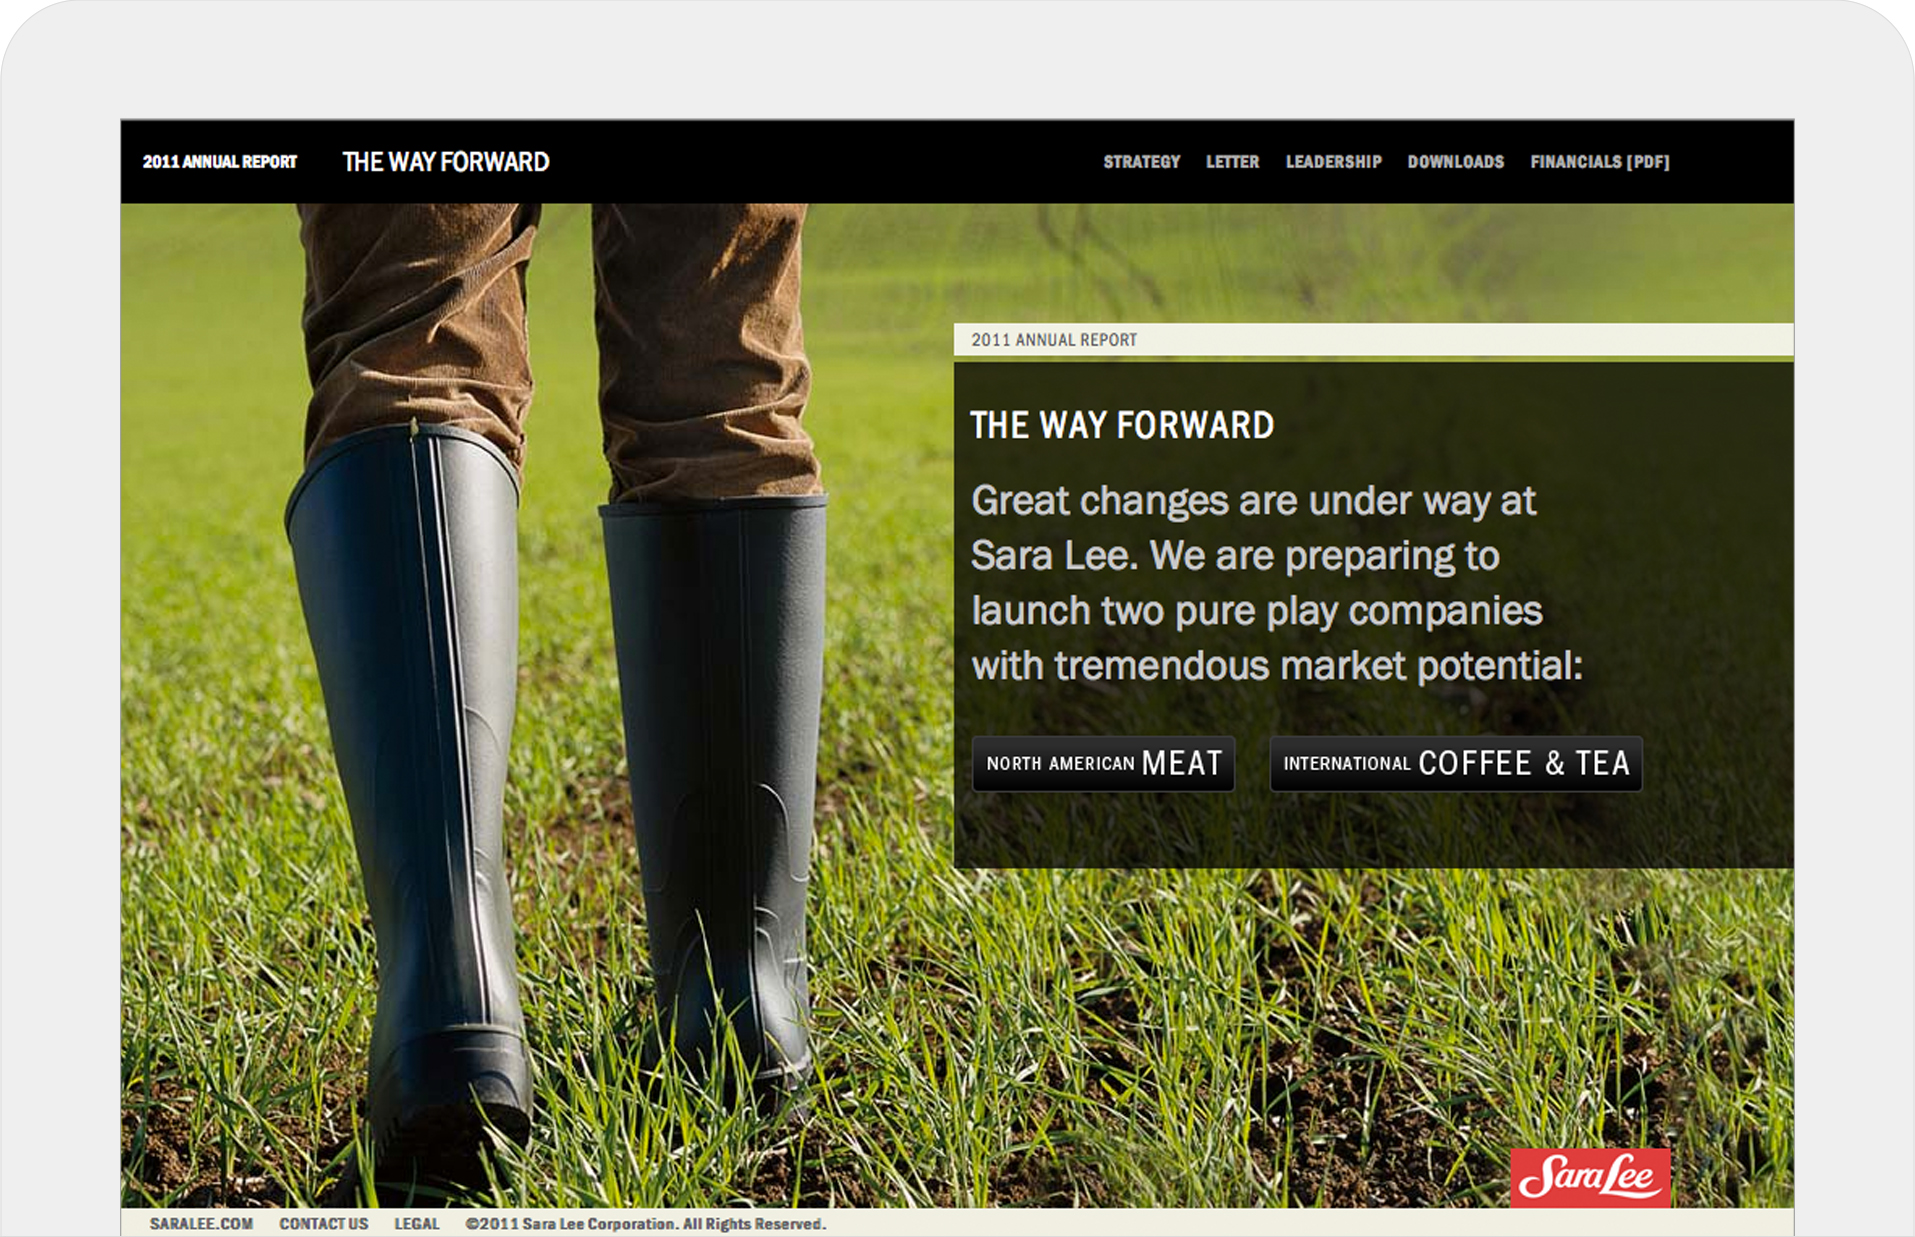 2011 ANNUAL REPORT THE WAY FORWARD STRATEGY LETTER LEADERSHIP DOWNLOADS FINANCIALS [PDF]
2011 ANNUAL REPORT
THE WAY FORWARD
Great changes are under way at
Sara Lee. We are preparing to
launch two pure play companies
with tremendous market potential:
NORTH AMERICAN MEAT INTERNATIONAL COFFEE & TEA
Sara Lee
SARALEE.COM CONTACT US LEGAL ©2011 Sara Lee Corporation. All Rights Reserved.